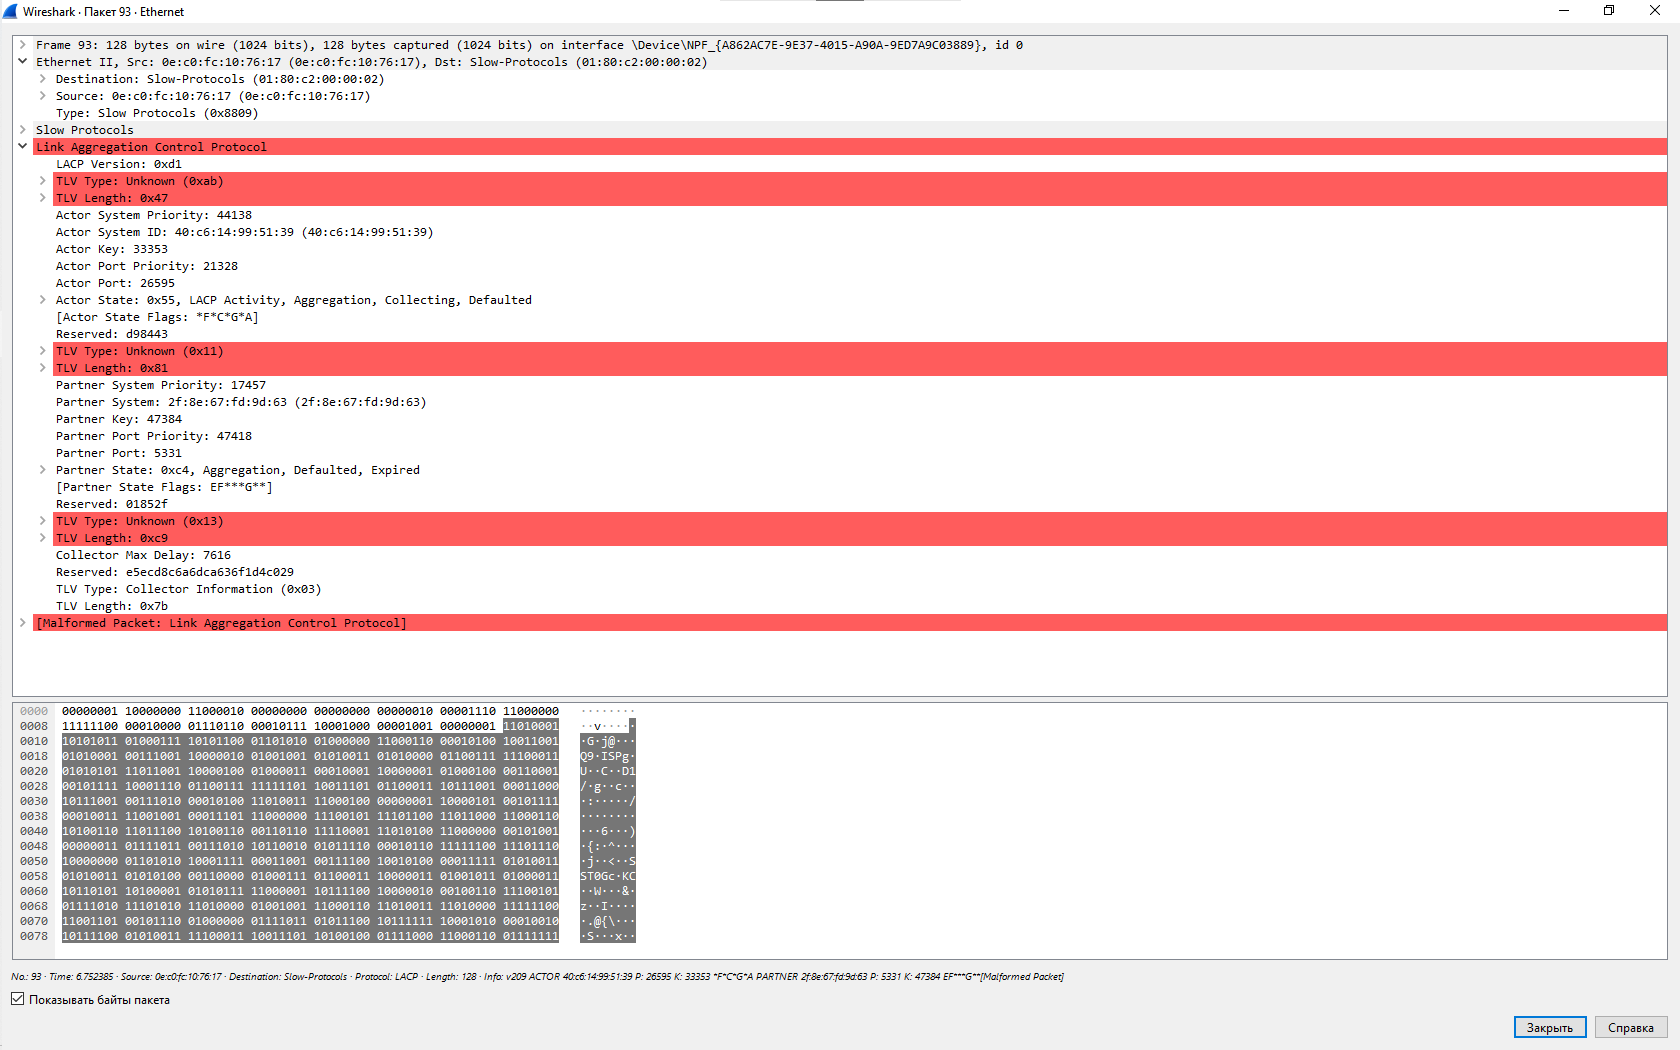 Wireshark · Пакет 93 · Ethernet
Frame 93: 128 bytes on wire (1024 bits), 128 bytes captured (1024 bits) on interface \Device\NPF_{A862AC7E-9E37-4015-A90A-9ED7A9C03889}, id 0
Ethernet II, Src: 0e:c0:fc:10:76:17 (0e:c0:fc:10:76:17), Dst: Slow-Protocols (01:80:c2:00:00:02)
Destination: Slow-Protocols (01:80:c2:00:00:02)
Source: 0e:c0:fc:10:76:17 (0e:c0:fc:10:76:17)
Type: Slow Protocols (0x8809)
Slow Protocols
Link Aggregation Control Protocol
LACP Version: 0xd1
TLV Type: Unknown (0xab)
TLV Length: 0x47
Actor System Priority: 44138
Actor System ID: 40:c6:14:99:51:39 (40:c6:14:99:51:39)
Actor Key: 33353
Actor Port Priority: 21328
Actor Port: 26595
Actor State: 0x55, LACP Activity, Aggregation, Collecting, Defaulted
[Actor State Flags: *F*C*G*A]
Reserved: d98443
TLV Type: Unknown (0x11)
TLV Length: 0x81
Partner System Priority: 17457
Partner System: 2f:8e:67:fd:9d:63 (2f:8e:67:fd:9d:63)
Partner Key: 47384
Partner Port Priority: 47418
Partner Port: 5331
Partner State: 0xc4, Aggregation, Defaulted, Expired
[Partner State Flags: EF***G**]
Reserved: 01852f
TLV Type: Unknown (0x13)
TLV Length: 0xc9
Collector Max Delay: 7616
Reserved: e5ecd8c6a6dca636f1d4c029
TLV Type: Collector Information (0x03)
TLV Length: 0x7b
[Malformed Packet: Link Aggregation Control Protocol]
0000 00000001 10000000 11000010 00000000 00000000 00000010 00001110 11000000 ········
0008 11111100 00010000 01110110 00010111 10001000 00001001 00000001 11010001 ··v·····
0010 10101011 01000111 10101100 01101010 01000000 11000110 00010100 10011001 ·G·j@···
0018 01010001 00111001 10000010 01001001 01010011 01010000 01100111 11100011 Q9·ISPg·
0020 01010101 11011001 10000100 01000011 00010001 10000001 01000100 00110001 U··C··D1
0028 00101111 10001110 01100111 11111101 10011101 01100011 10111001 00011000 /·g··c··
0030 10111001 00111010 00010100 11010011 11000100 00000001 10000101 00101111 ·:·····/
0038 00010011 11001001 00011101 11000000 11100101 11101100 11011000 11000110 ········
0040 10100110 11011100 10100110 00110110 11110001 11010100 11000000 00101001 ···6···)
0048 00000011 01111011 00111010 10110010 01011110 00010110 11111100 11101110 ·{:·^···
0050 10000000 01101010 10001111 00011001 00111100 10010100 00011111 01010011 ·j··<··S
0058 01010011 01010100 00110000 01000111 01100011 10000011 01001011 01000011 ST0Gc·KC
0060 10110101 10100001 01010111 11000001 10111100 10000010 00100110 11100101 ··W···&·
0068 01111010 11101010 11010000 01001001 11000110 11010011 11010000 11111100 z··I····
0070 11001101 00101110 01000000 01111011 01011100 10111111 10001010 00010010 ·.@{\···
0078 10111100 01010011 11100011 10011101 10100100 01111000 11000110 01111111 ·S···x··
No.: 93 · Time: 6.752385 · Source: 0e:c0:fc:10:76:17 · Destination: Slow-Protocols · Protocol: LACP · Length: 128 · Info: v209 ACTOR 40:c6:14:99:51:39 P: 26595 K: 33353 *F*C*G*A PARTNER 2f:8e:67:fd:9d:63 P: 5331 K: 47384 EF***G**[Malformed Packet]
Показывать байты пакета
Закрыть
Справка